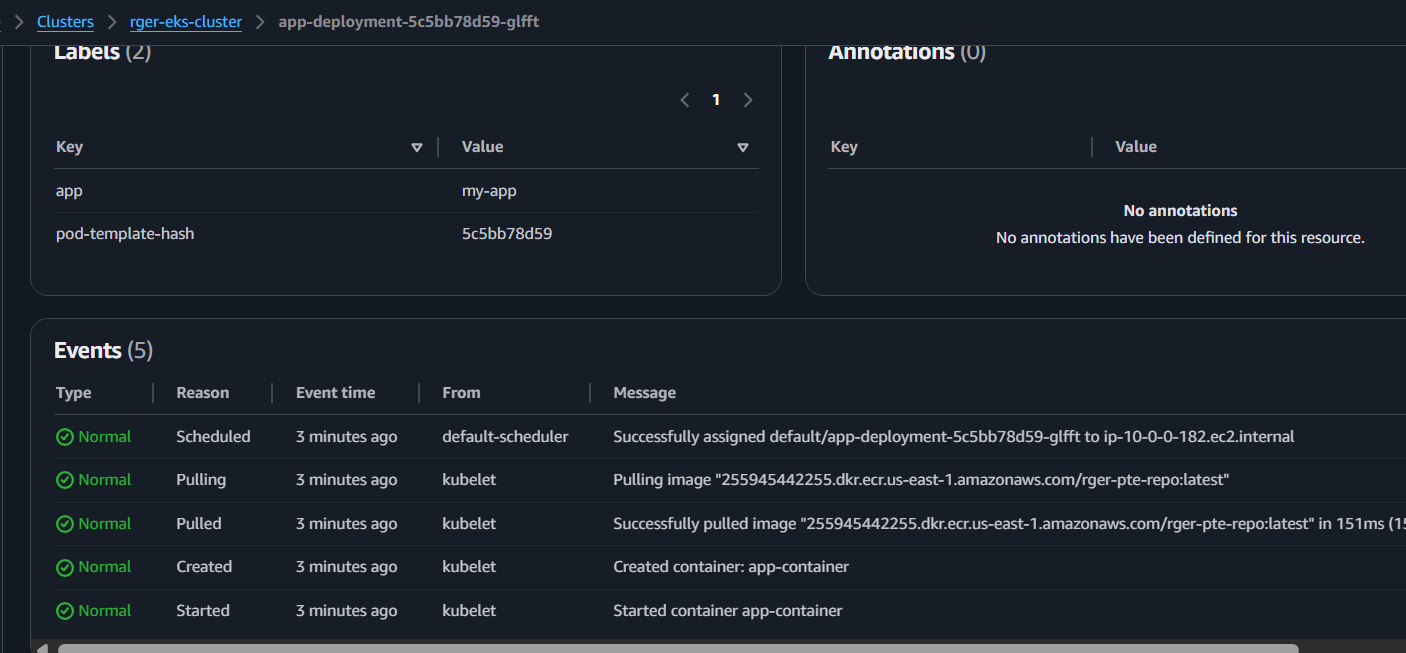 Clusters rger-eks-cluster app-deployment-5c5bb78d59-glfft
Labels (2)
1
Key Value
app my-app
pod-template-hash 5c5bb78d59
Annotations (0)
Key Value
No annotations
No annotations have been defined for this resource.
Events (5)
Type Reason Event time From Message
Normal Scheduled 3 minutes ago default-scheduler Successfully assigned default/app-deployment-5c5bb78d59-glfft to ip-10-0-0-182.ec2.internal
Normal Pulling 3 minutes ago kubelet Pulling image "255945442255.dkr.ecr.us-east-1.amazonaws.com/rger-pte-repo:latest"
Normal Pulled 3 minutes ago kubelet Successfully pulled image "255945442255.dkr.ecr.us-east-1.amazonaws.com/rger-pte-repo:latest" in 151ms
Normal Created 3 minutes ago kubelet Created container: app-container
Normal Started 3 minutes ago kubelet Started container app-container